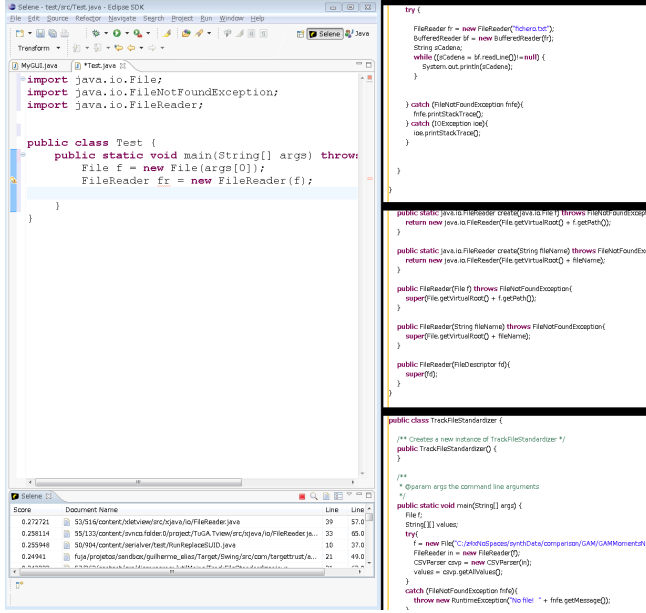 Selene - test/src/Test.java - Eclipse SDK
File Edit Source Refactor Navigate Search Project Run Window Help
Selene Java
Transform
MyGUI.java *Test.java
import java.io.File;
import java.io.FileNotFoundException;
import java.io.FileReader;
public class Test {
public static void main(String[] args) throws
File f = new File(args[0]);
FileReader fr = new FileReader(f);
}
}
Selene
Score Document Name Line Line
0.272721 53/516/content/xletview/src/xjava/io/FileReader.java 39 57.0
0.258114 55/133/content/svnca.folder.0/project/TuGA.Tview/src/xjava/io/FileReader.ja... 33 65.0
0.255948 50/904/content/serialver/test/RunReplaceSUID.java 10 37.0
0.24941 fuja/projetos/sandbox/guilherme_elias/Target/Swing/src/com/targettrust/a... 21 49.0
try {
FileReader fr = new FileReader("fichero.txt");
BufferedReader bf = new BufferedReader(fr);
String sCadena;
while ((sCadena = bf.readLine())!=null) {
System.out.println(sCadena);
}
} catch (FileNotFoundException fnfe){
fnfe.printStackTrace();
} catch (IOException ioe){
ioe.printStackTrace();
}
}
}
public static java.io.FileReader create(java.io.File f) throws FileNotFoundExcept
return new java.io.FileReader(File.getVirtualRoot() + f.getPath());
}
public static java.io.FileReader create(String fileName) throws FileNotFoundEx
return new java.io.FileReader(File.getVirtualRoot() + fileName);
}
public FileReader(File f) throws FileNotFoundException{
super(File.getVirtualRoot() + f.getPath());
}
public FileReader(String fileName) throws FileNotFoundException{
super(File.getVirtualRoot() + fileName);
}
public FileReader(FileDescriptor fd){
super(fd);
}
}
public class TrackFileStandardizer {
/** Creates a new instance of TrackFileStandardizer */
public TrackFileStandardizer() {
}
/**
* @param args the command line arguments
*/
public static void main(String[] args) {
File f;
String[][] values;
try{
f = new File("C:/z4xNoSpaces/synthData/comparison/GAM/GAMMomentsN
FileReader in = new FileReader(f);
CSVParser csvp = new CSVParser(in);
values = csvp.getAllValues();
}
catch (FileNotFoundException fnfe){
throw new RuntimeException("No file! " + fnfe.getMessage());
}